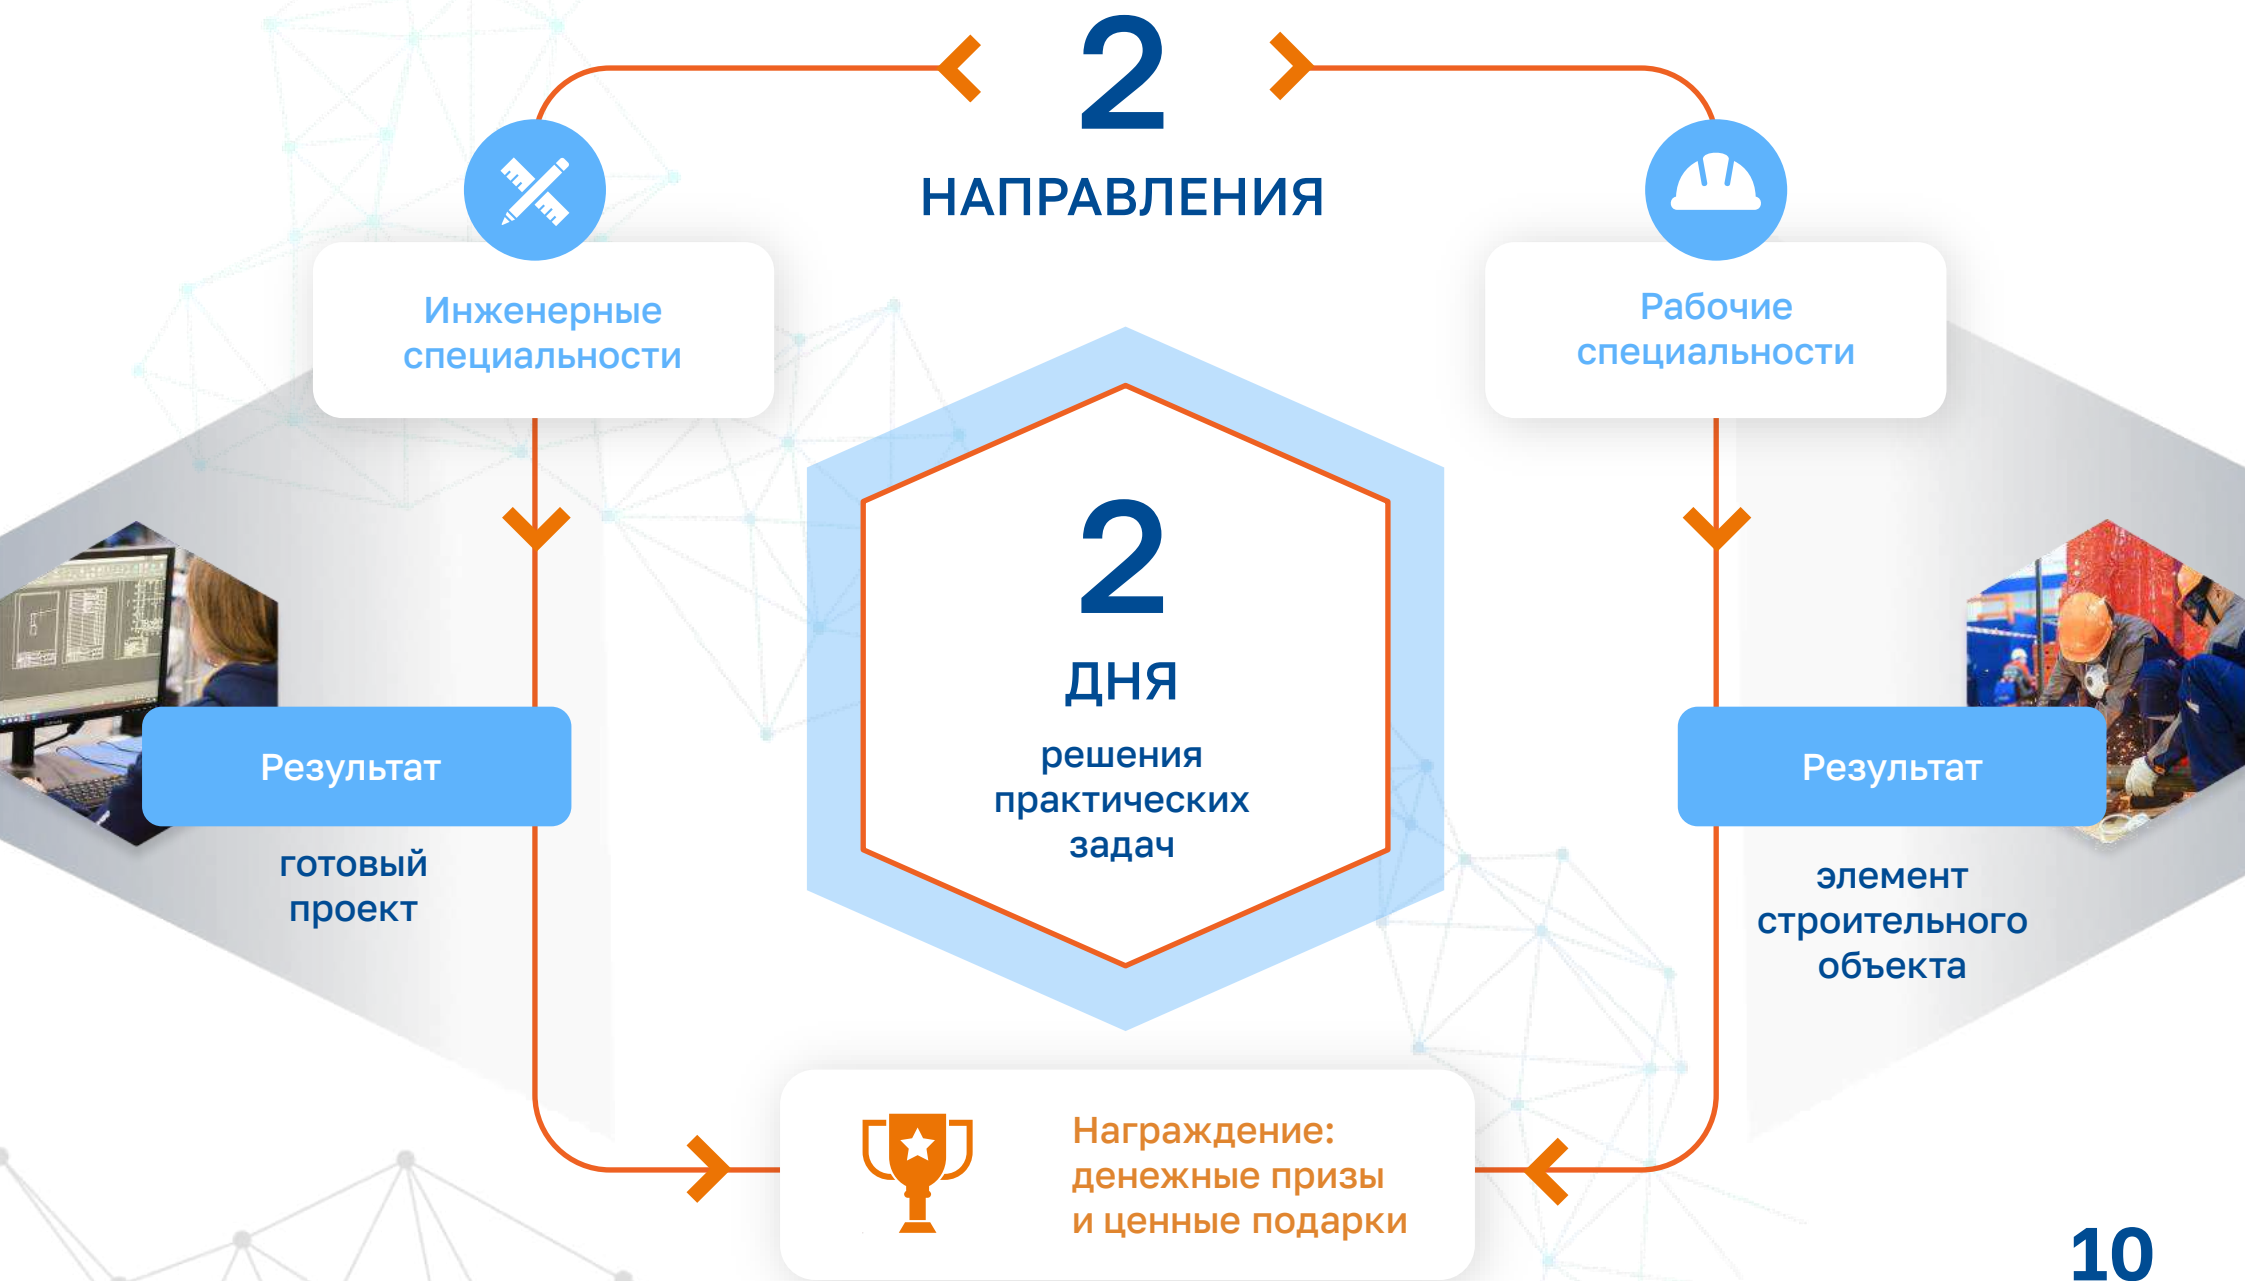 2
НАПРАВЛЕНИЯ
Инженерные
специальности
Рабочие
специальности
2
ДНЯ
решения
практических
задач
Результат
готовый
проект
Результат
элемент
строительного
объекта
Награждение:
денежные призы
и ценные подарки
10